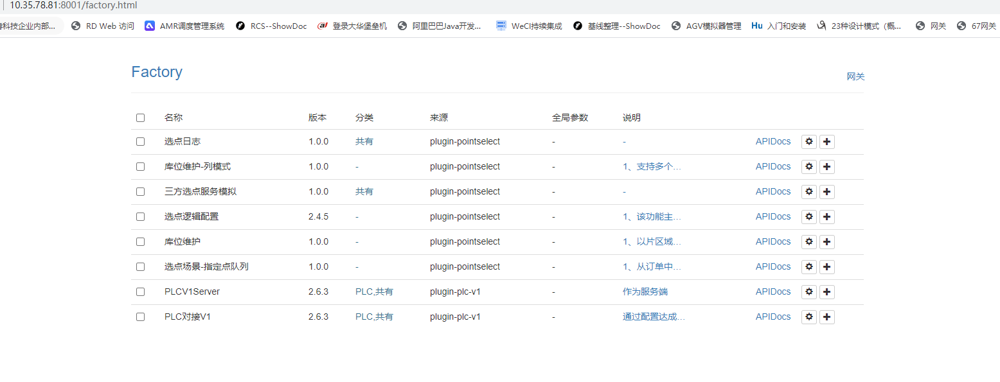 10.35.78.81:8001/factory.html
科技企业内部... RD Web 访问 AMR调度管理系统 RCS--ShowDoc 登录大华堡垒机 阿里巴巴Java开发... WeCI持续集成 基线整理--ShowDoc AGV模拟器管理 Hu 入门和安装 23种设计模式（概... 网关 67网关
Factory
网关
名称 版本 分类 来源 全局参数 说明
选点日志 1.0.0 共有 plugin-pointselect - - APIDocs
库位维护-列模式 1.0.0 - plugin-pointselect - 1、支持多个... APIDocs
三方选点服务模拟 1.0.0 共有 plugin-pointselect - - APIDocs
选点逻辑配置 2.4.5 - plugin-pointselect - 1、该功能主... APIDocs
库位维护 1.0.0 - plugin-pointselect - 1、以片区域... APIDocs
选点场景-指定点队列 1.0.0 - plugin-pointselect - 1、从订单中... APIDocs
PLCV1Server 2.6.3 PLC,共有 plugin-plc-v1 - 作为服务端 APIDocs
PLC对接V1 2.6.3 PLC,共有 plugin-plc-v1 - 通过配置达成... APIDocs